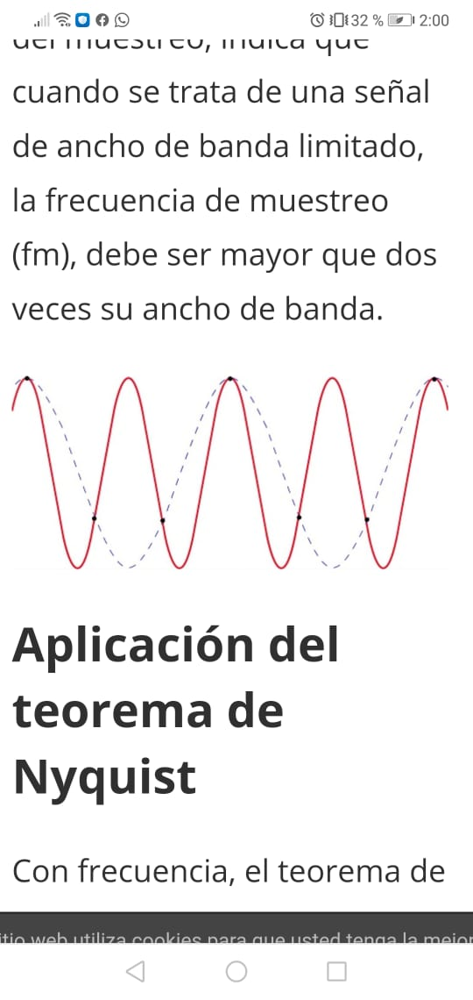 32 % 2:00
del muestreo, indica que
cuando se trata de una señal
de ancho de banda limitado,
la frecuencia de muestreo
(fm), debe ser mayor que dos
veces su ancho de banda.
Aplicación del
teorema de
Nyquist
Con frecuencia, el teorema de
itio web utiliza cookies para que usted tenga la mejor